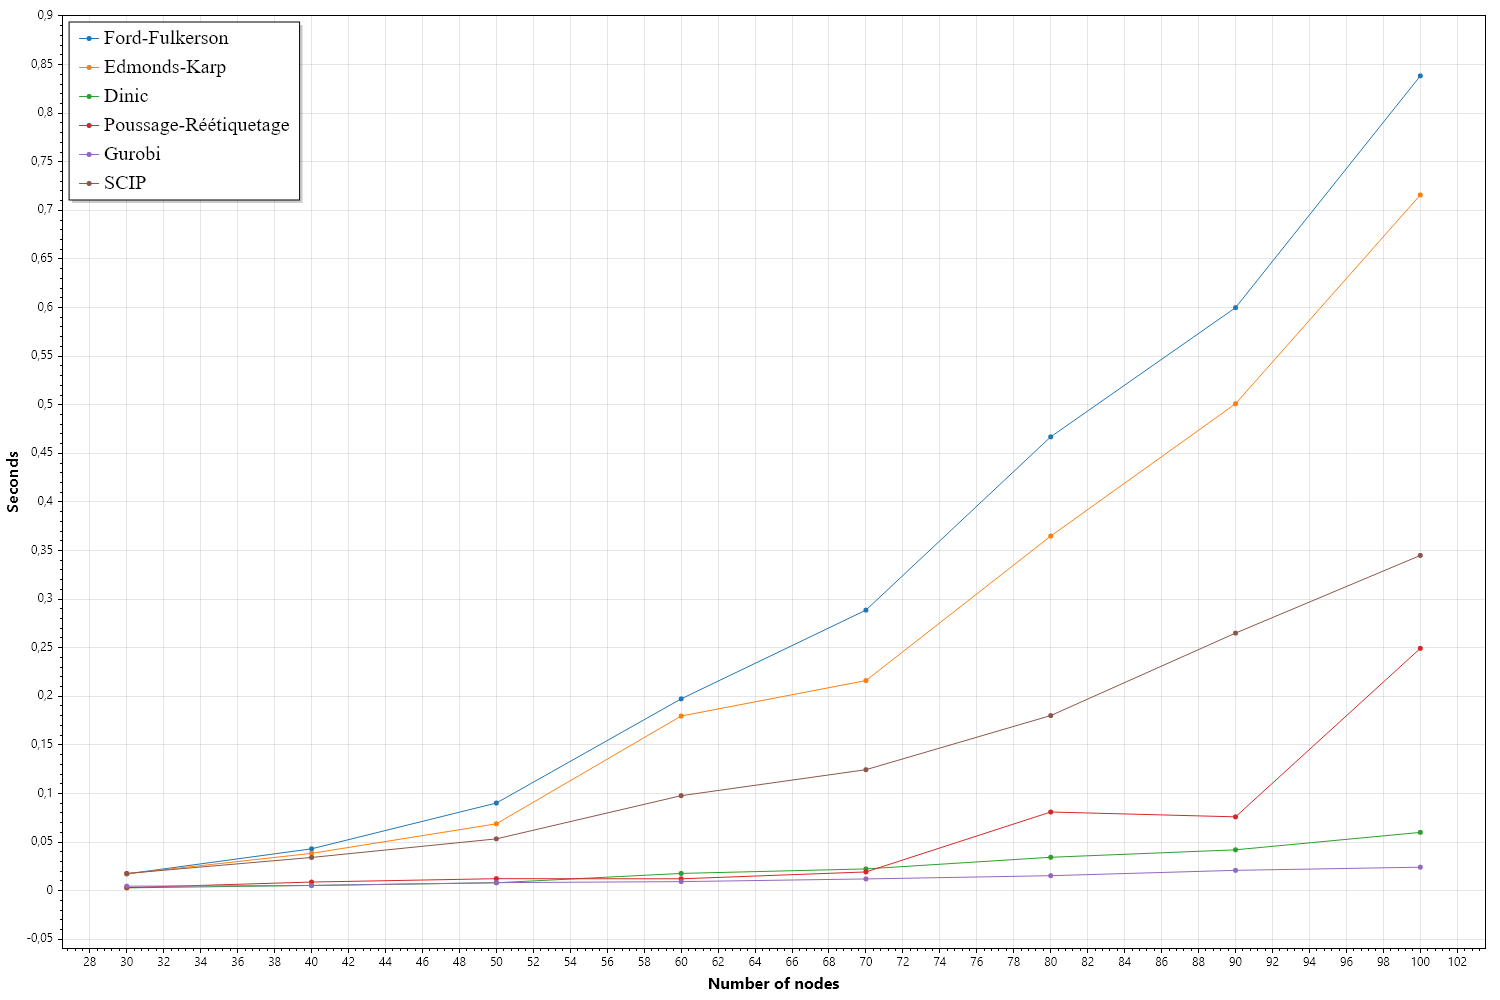 Ford-Fulkerson
Edmonds-Karp
Dinic
Poussage-Réétiquetage
Gurobi
SCIP
0,9
0,85
0,8
0,75
0,7
0,65
0,6
0,55
0,5
0,45
0,4
0,35
0,3
0,25
0,2
0,15
0,1
0,05
0
-0,05
Seconds
28 30 32 34 36 38 40 42 44 46 48 50 52 54 56 58 60 62 64 66 68 70 72 74 76 78 80 82 84 86 88 90 92 94 96 98 100 102
Number of nodes